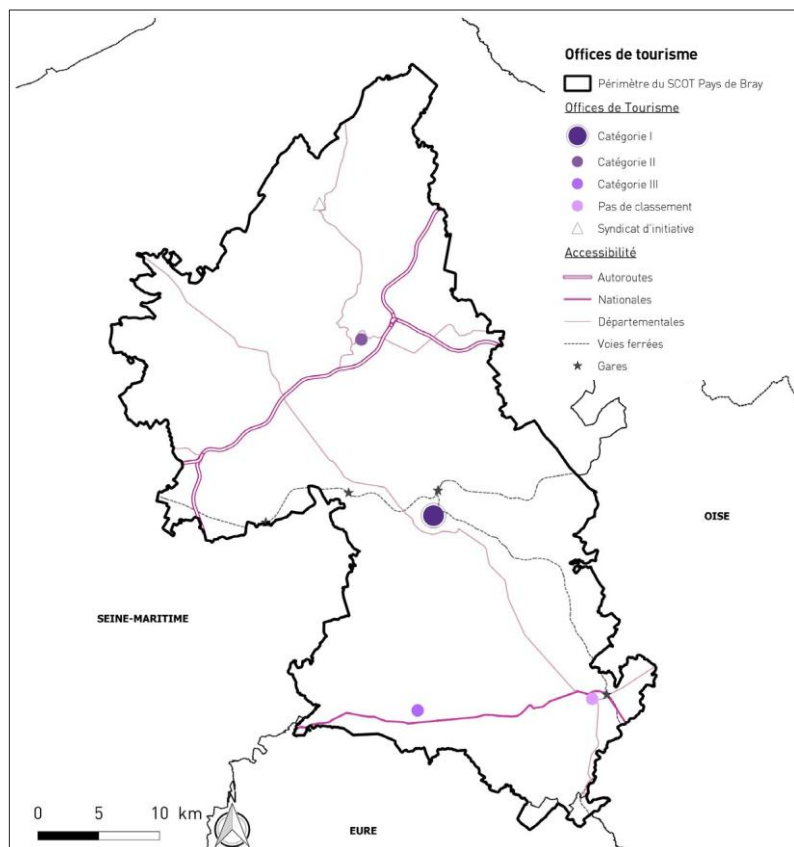 Offices de tourisme
Périmètre du SCOT Pays de Bray
Offices de Tourisme
Catégorie I
Catégorie II
Catégorie III
Pas de classement
Syndicat d'initiative
Accessibilité
Autoroutes
Nationales
Départementales
Voies ferrées
Gares
OISE
SEINE-MARITIME
0 5 10 km
EURE